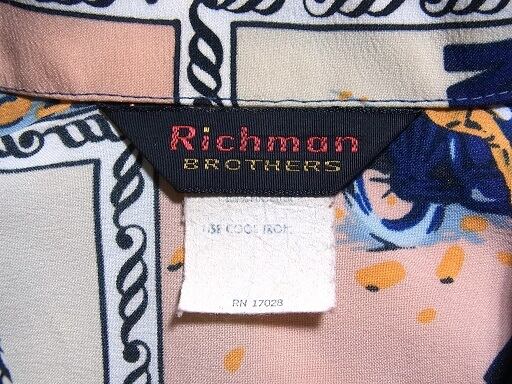 Richman
BROTHERS
USE COOL IRON
RN 17028